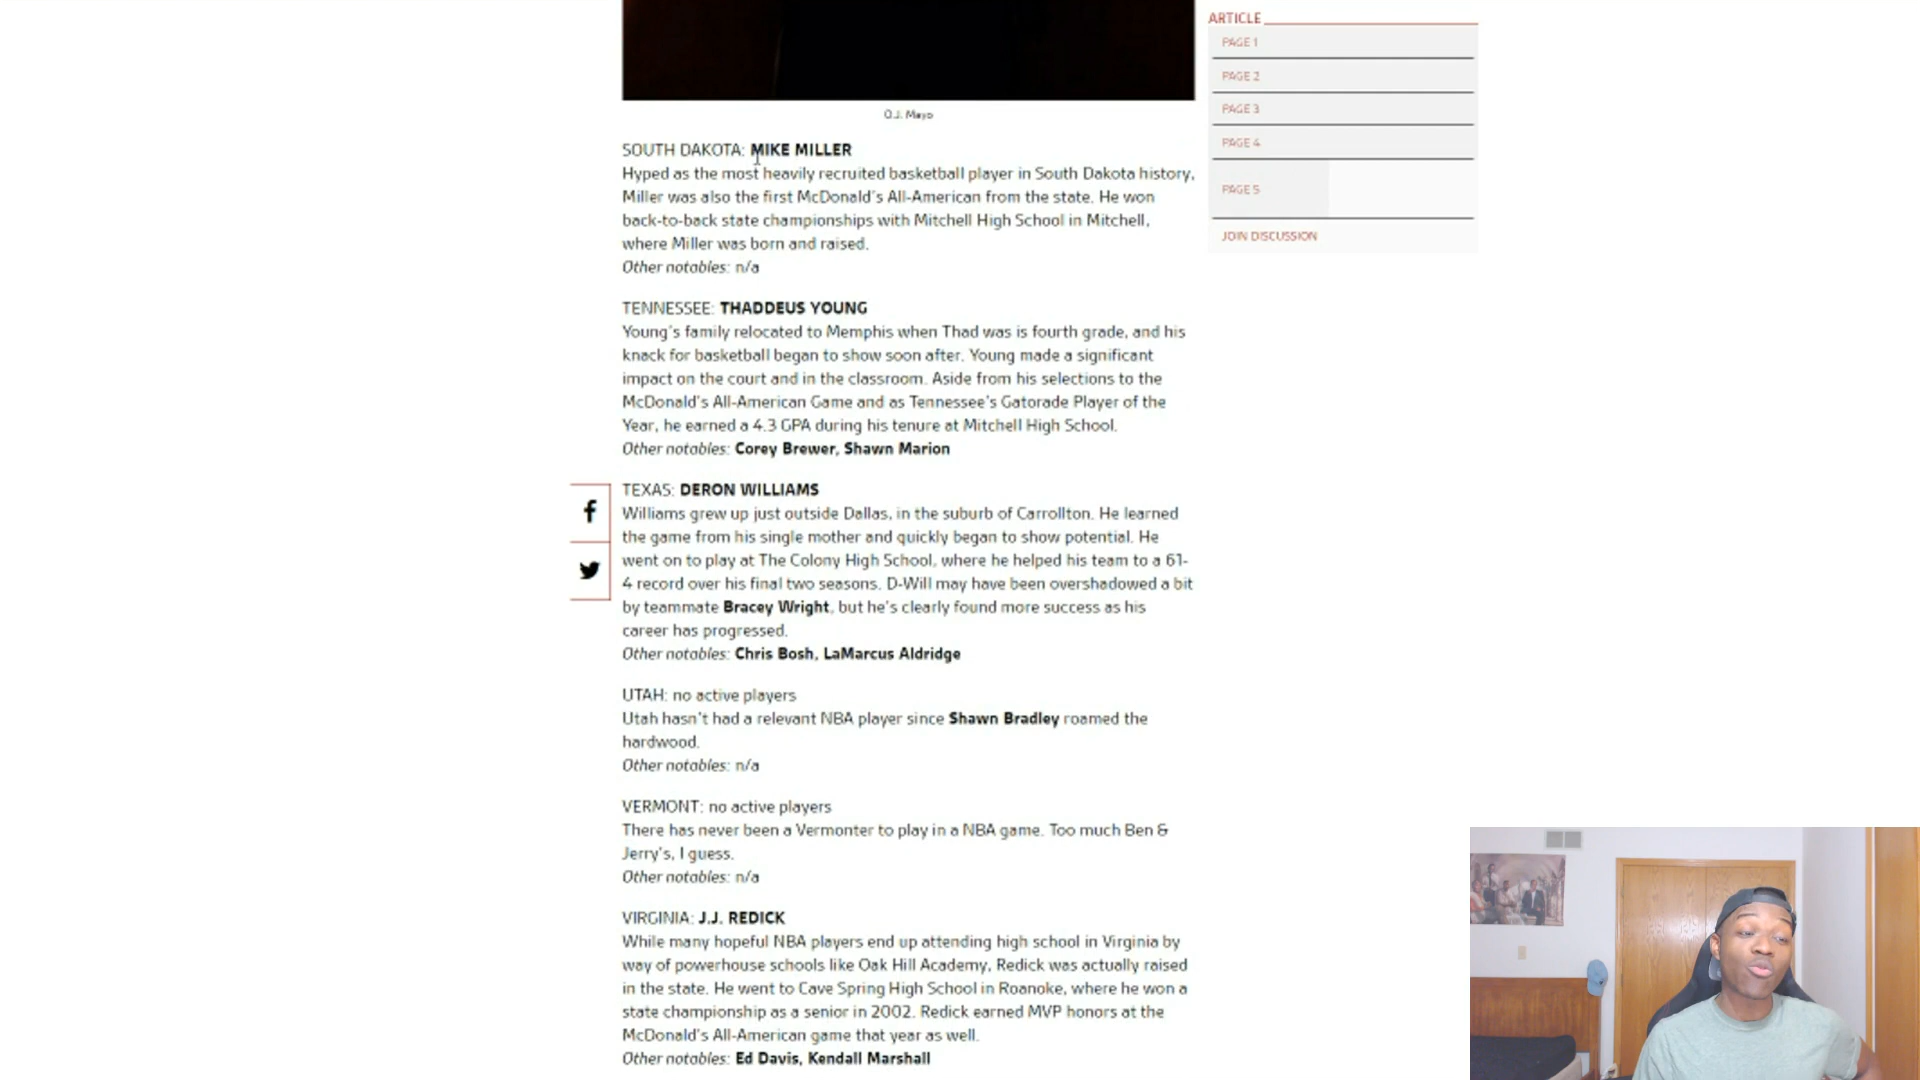 O.J. Mayo
SOUTH DAKOTA: MIKE MILLER
Hyped as the most heavily recruited basketball player in South Dakota history,
Miller was also the first McDonald's All-American from the state. He won
back-to-back state championships with Mitchell High School in Mitchell,
where Miller was born and raised.
Other notables: n/a
TENNESSEE: THADDEUS YOUNG
Young's family relocated to Memphis when Thad was is fourth grade, and his
knack for basketball began to show soon after. Young made a significant
impact on the court and in the classroom. Aside from his selections to the
McDonald's All-American Game and as Tennessee's Gatorade Player of the
Year, he earned a 4.3 GPA during his tenure at Mitchell High School.
Other notables: Corey Brewer, Shawn Marion
TEXAS: DERON WILLIAMS
Williams grew up just outside Dallas, in the suburb of Carrollton. He learned
the game from his single mother and quickly began to show potential. He
went on to play at The Colony High School, where he helped his team to a 61-
4 record over his final two seasons. D-Will may have been overshadowed a bit
by teammate Bracey Wright, but he's clearly found more success as his
career has progressed.
Other notables: Chris Bosh, LaMarcus Aldridge
UTAH: no active players
Utah hasn't had a relevant NBA player since Shawn Bradley roamed the
hardwood.
Other notables: n/a
VERMONT: no active players
There has never been a Vermonter to play in a NBA game. Too much Ben &
Jerry's, I guess.
Other notables: n/a
VIRGINIA: J.J. REDICK
While many hopeful NBA players end up attending high school in Virginia by
way of powerhouse schools like Oak Hill Academy, Redick was actually raised
in the state. He went to Cave Spring High School in Roanoke, where he won a
state championship as a senior in 2002. Redick earned MVP honors at the
McDonald's All-American game that year as well.
Other notables: Ed Davis, Kendall Marshall
ARTICLE
PAGE 1
PAGE 2
PAGE 3
PAGE 4
PAGE 5
JOIN DISCUSSION